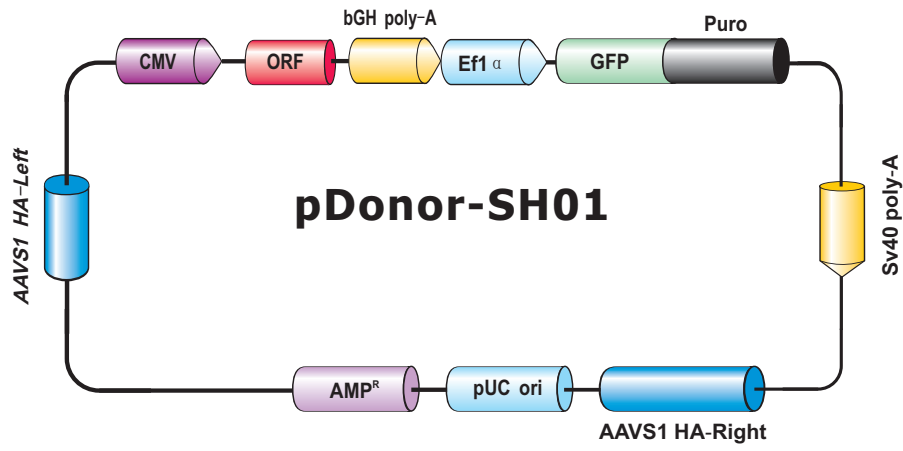 bGH poly-A
Puro
CMV
ORF
Ef1 α
GFP
AAVS1 HA-Left
pDonor-SH01
Sv40 poly-A
AMPᴿ
pUC ori
AAVS1 HA-Right